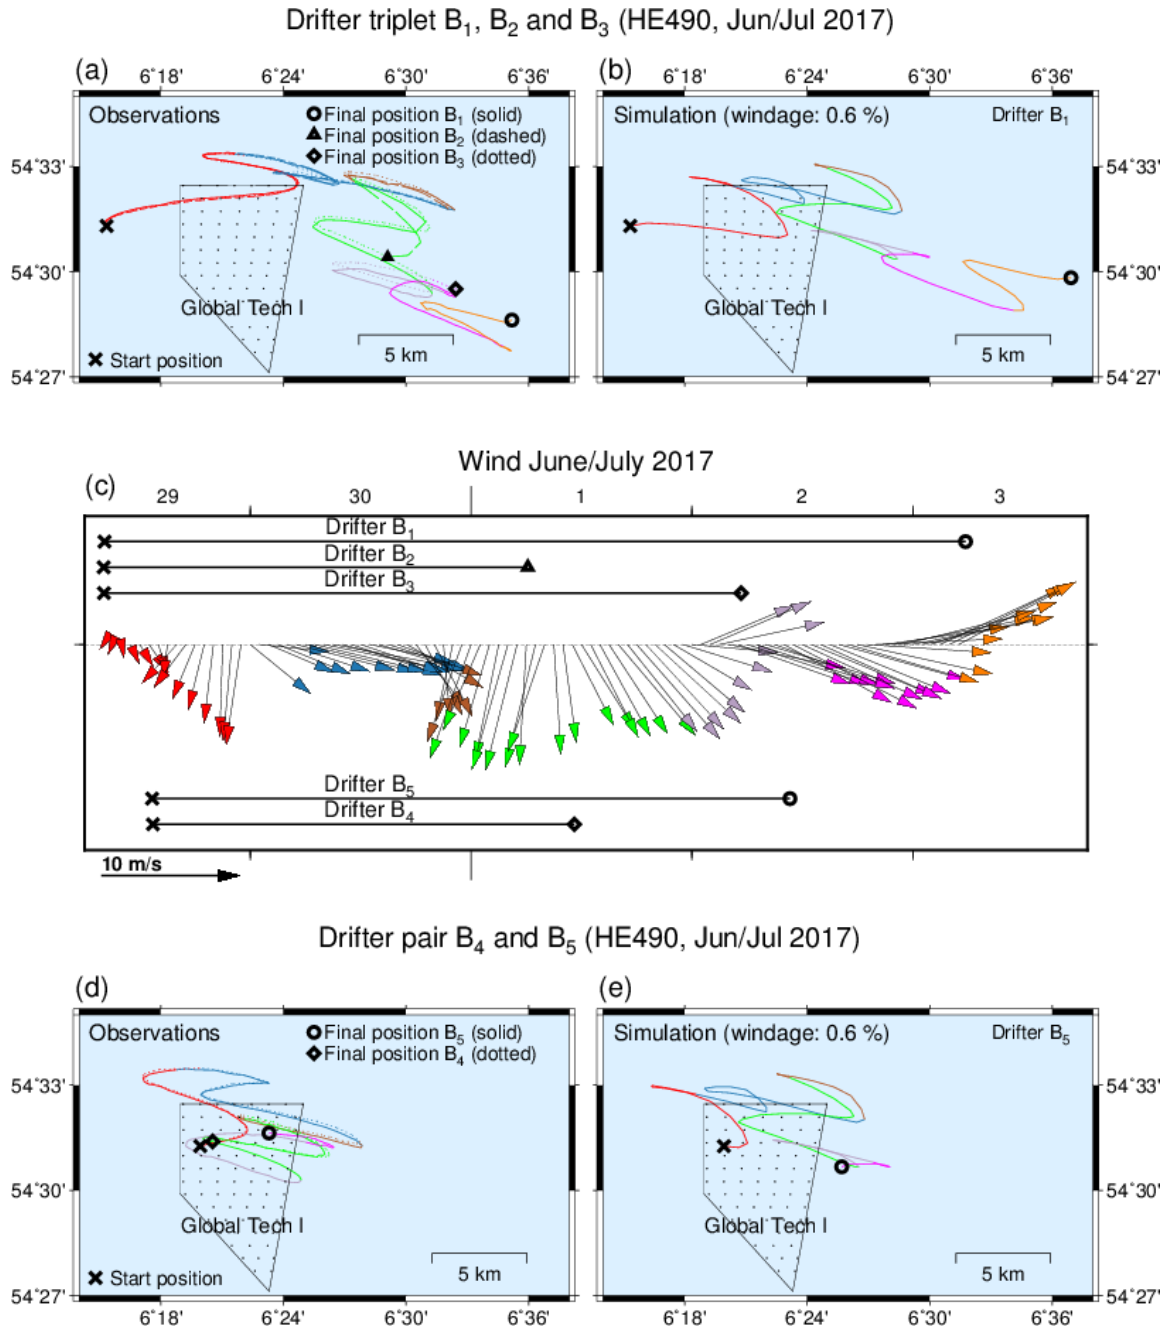 Drifter triplet B₁, B₂ and B₃ (HE490, Jun/Jul 2017)
(a) (b)
6°18' 6°24' 6°30' 6°36' 6°18' 6°24' 6°30' 6°36'
Observations
Final position B₁ (solid)
Final position B₂ (dashed)
Final position B₃ (dotted)
Simulation (windage: 0.6 %) Drifter B₁
54°33' 54°33'
54°30' 54°30'
Global Tech I Global Tech I
5 km 5 km
Start position
54°27' 54°27'
Wind June/July 2017
(c)
29 30 1 2 3
Drifter B₁
Drifter B₂
Drifter B₃
Drifter B₅
Drifter B₄
10 m/s
Drifter pair B₄ and B₅ (HE490, Jun/Jul 2017)
(d) (e)
Observations
Final position B₅ (solid)
Final position B₄ (dotted)
Simulation (windage: 0.6 %) Drifter B₅
54°33' 54°33'
54°30' 54°30'
Global Tech I Global Tech I
5 km 5 km
Start position
54°27' 54°27'
6°18' 6°24' 6°30' 6°36' 6°18' 6°24' 6°30' 6°36'